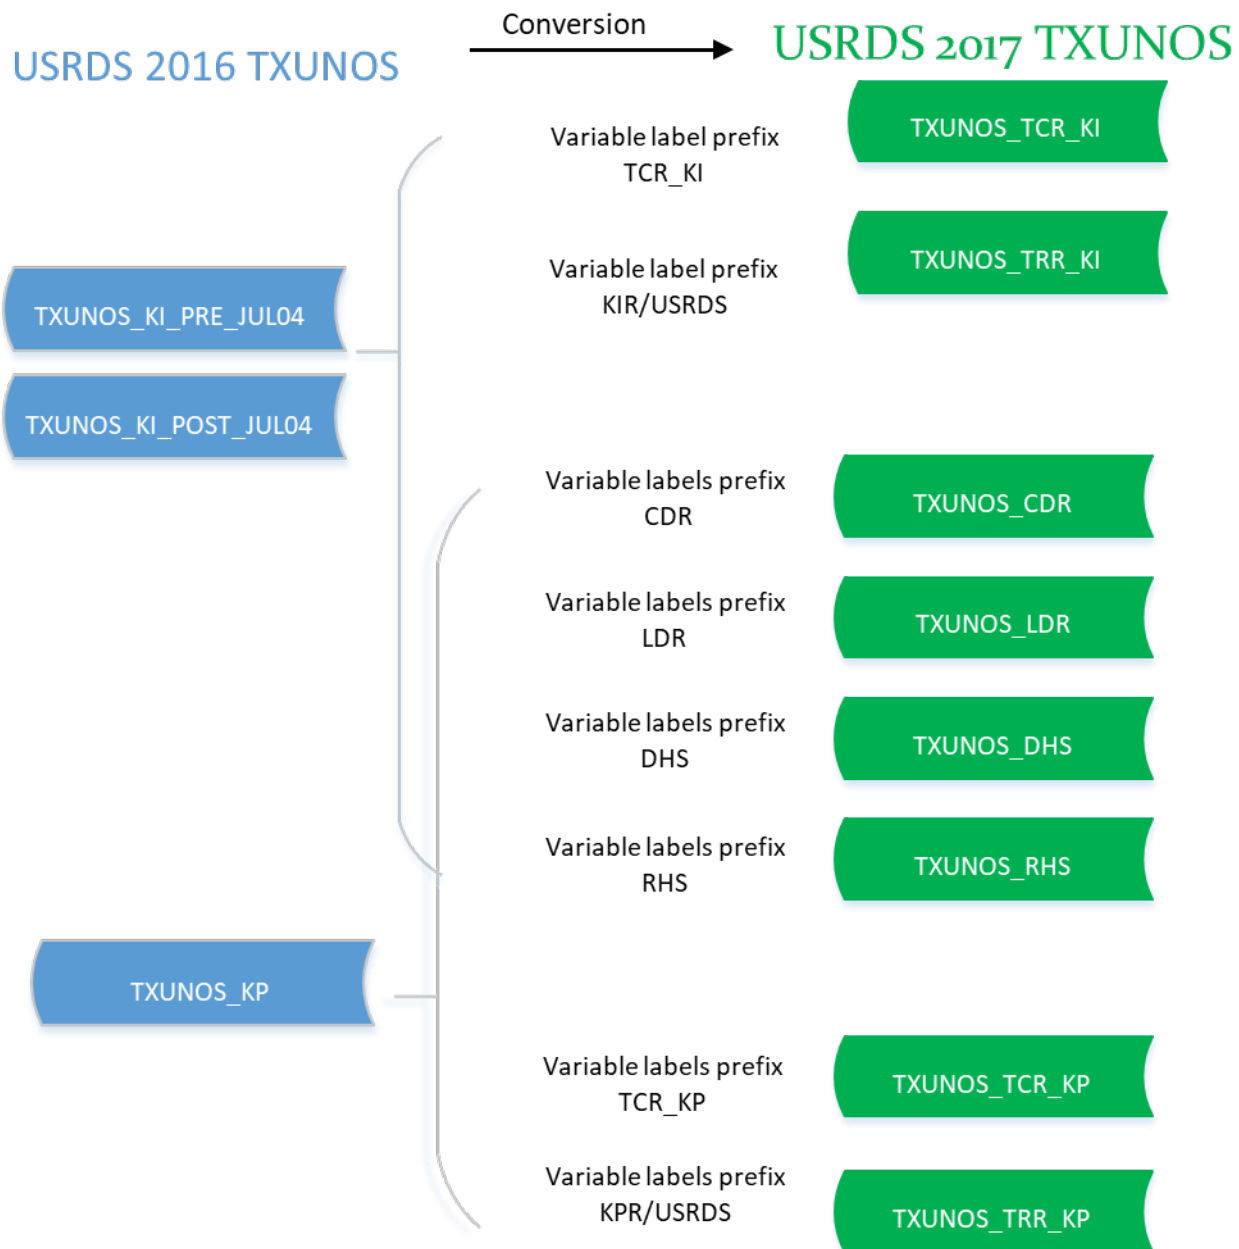 Conversion
USRDS 2016 TXUNOS
USRDS 2017 TXUNOS
Variable label prefix
TCR_KI
TXUNOS_TCR_KI
Variable label prefix
KIR/USRDS
TXUNOS_TRR_KI
TXUNOS_KI_PRE_JUL04
TXUNOS_KI_POST_JUL04
Variable labels prefix
CDR
TXUNOS_CDR
Variable labels prefix
LDR
TXUNOS_LDR
Variable labels prefix
DHS
TXUNOS_DHS
Variable labels prefix
RHS
TXUNOS_RHS
TXUNOS_KP
Variable labels prefix
TCR_KP
TXUNOS_TCR_KP
Variable labels prefix
KPR/USRDS
TXUNOS_TRR_KP